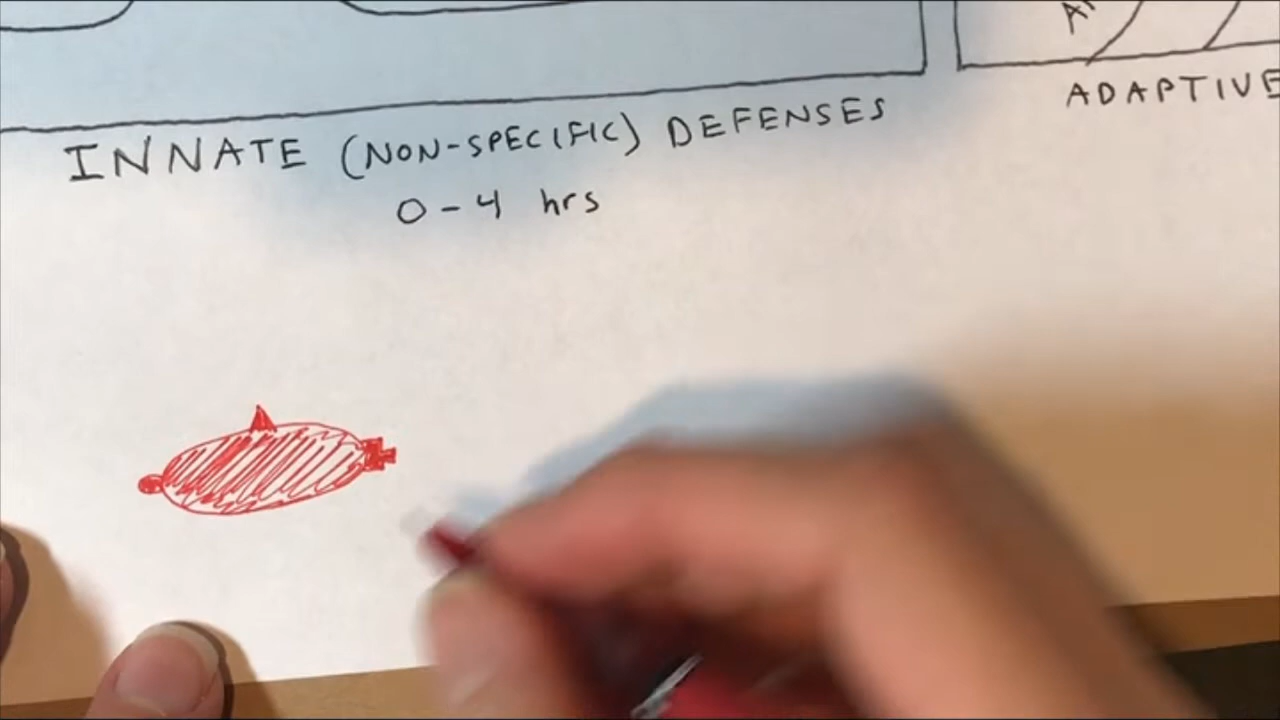 INNATE (NON-SPECIFIC) DEFENSES
0-4 hrs
ADAPTIVE